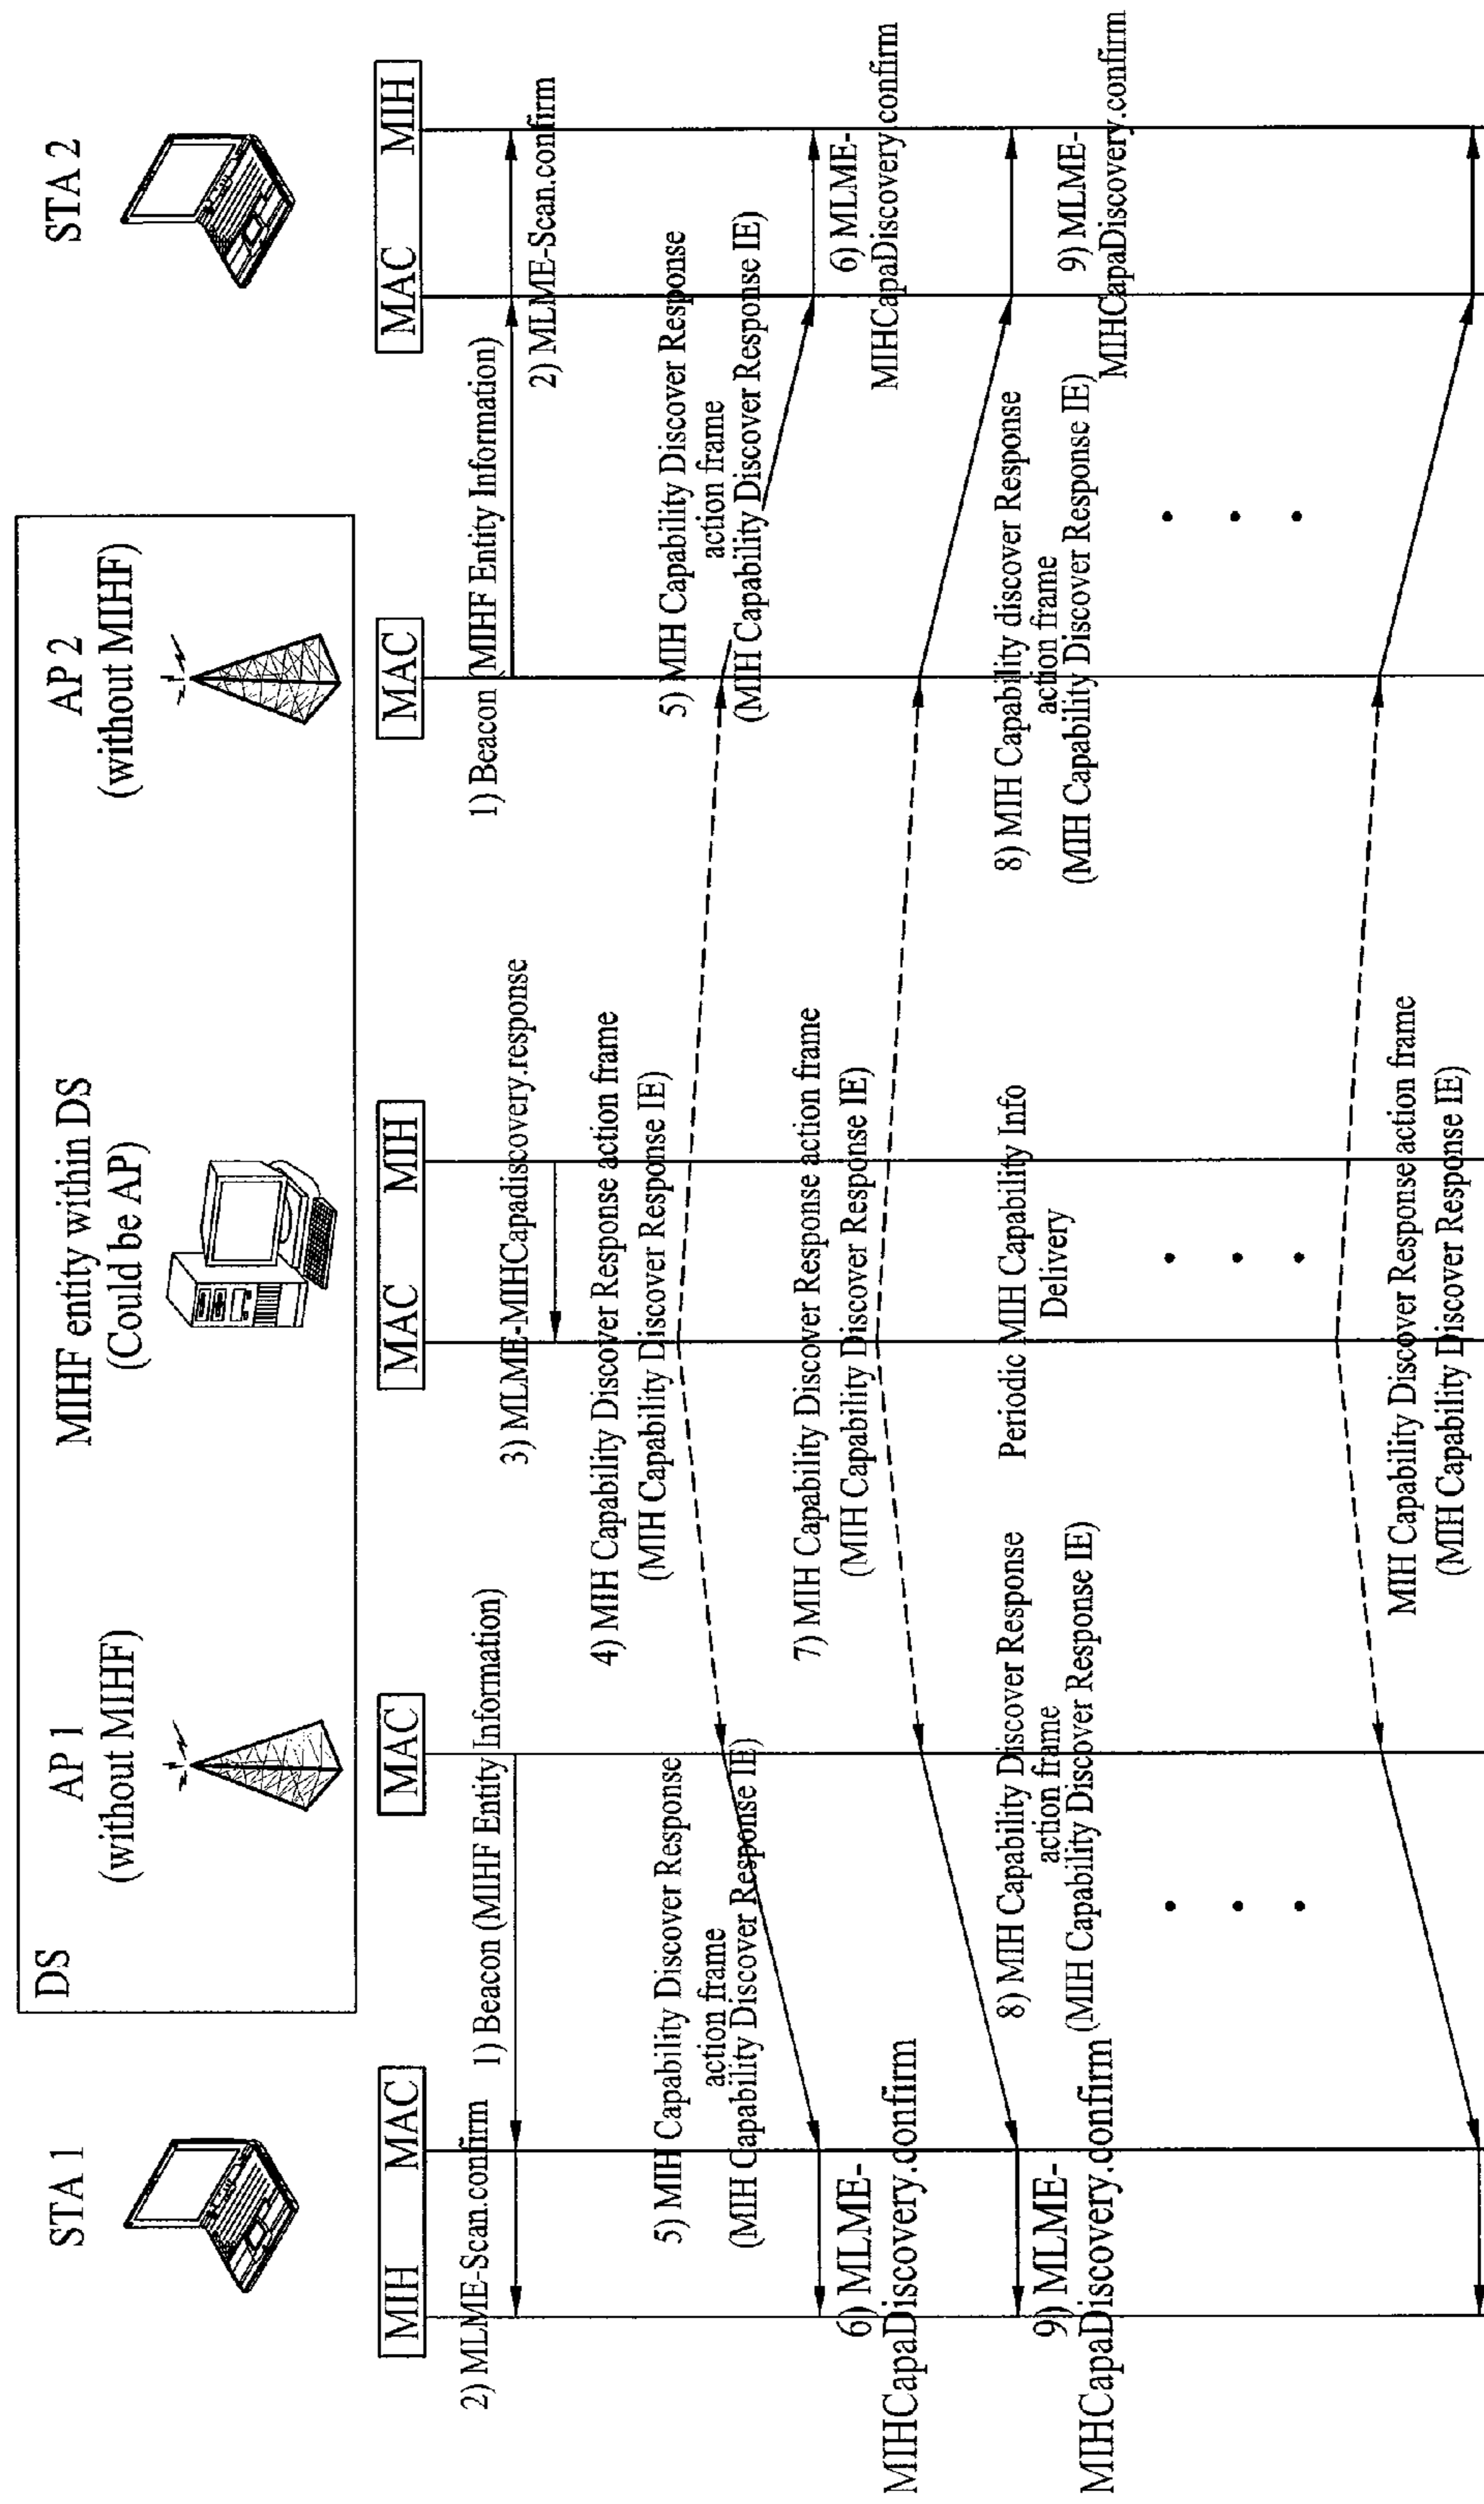 STA 1
DS
AP 1
(without MIHF)
MIHF entity within DS
(Could be AP)
AP 2
(without MIHF)
STA 2
MIH MAC
MAC
MAC MIH
MAC
MAC MIH
2) MLME-Scan.confirm
1) Beacon (MIHF Entity Information)
3) MLME-MIHCapadiscovery.response
1) Beacon (MIHF Entity Information)
2) MLME-Scan.confirm
4) MIH Capability Discover Response action frame
(MIH Capability Discover Response IE)
5) MIH Capability Discover Response
action frame
(MIH Capability Discover Response IE)
5) MIH Capability Discover Response
action frame
(MIH Capability Discover Response IE)
6) MLME-
MIHCapaDiscovery.confirm
7) MIH Capability Discover Response action frame
(MIH Capability Discover Response IE)
6) MLME-
MIHCapaDiscovery.confirm
8) MIH Capability Discover Response
action frame
(MIH Capability Discover Response IE)
Periodic MIH Capability Info
Delivery
8) MIH Capability discover Response
action frame
(MIH Capability Discover Response IE)
9) MLME-
MIHCapaDiscovery.confirm
9) MLME-
MIHCapaDiscovery.confirm
MIH Capability Discover Response action frame
(MIH Capability Discover Response IE)